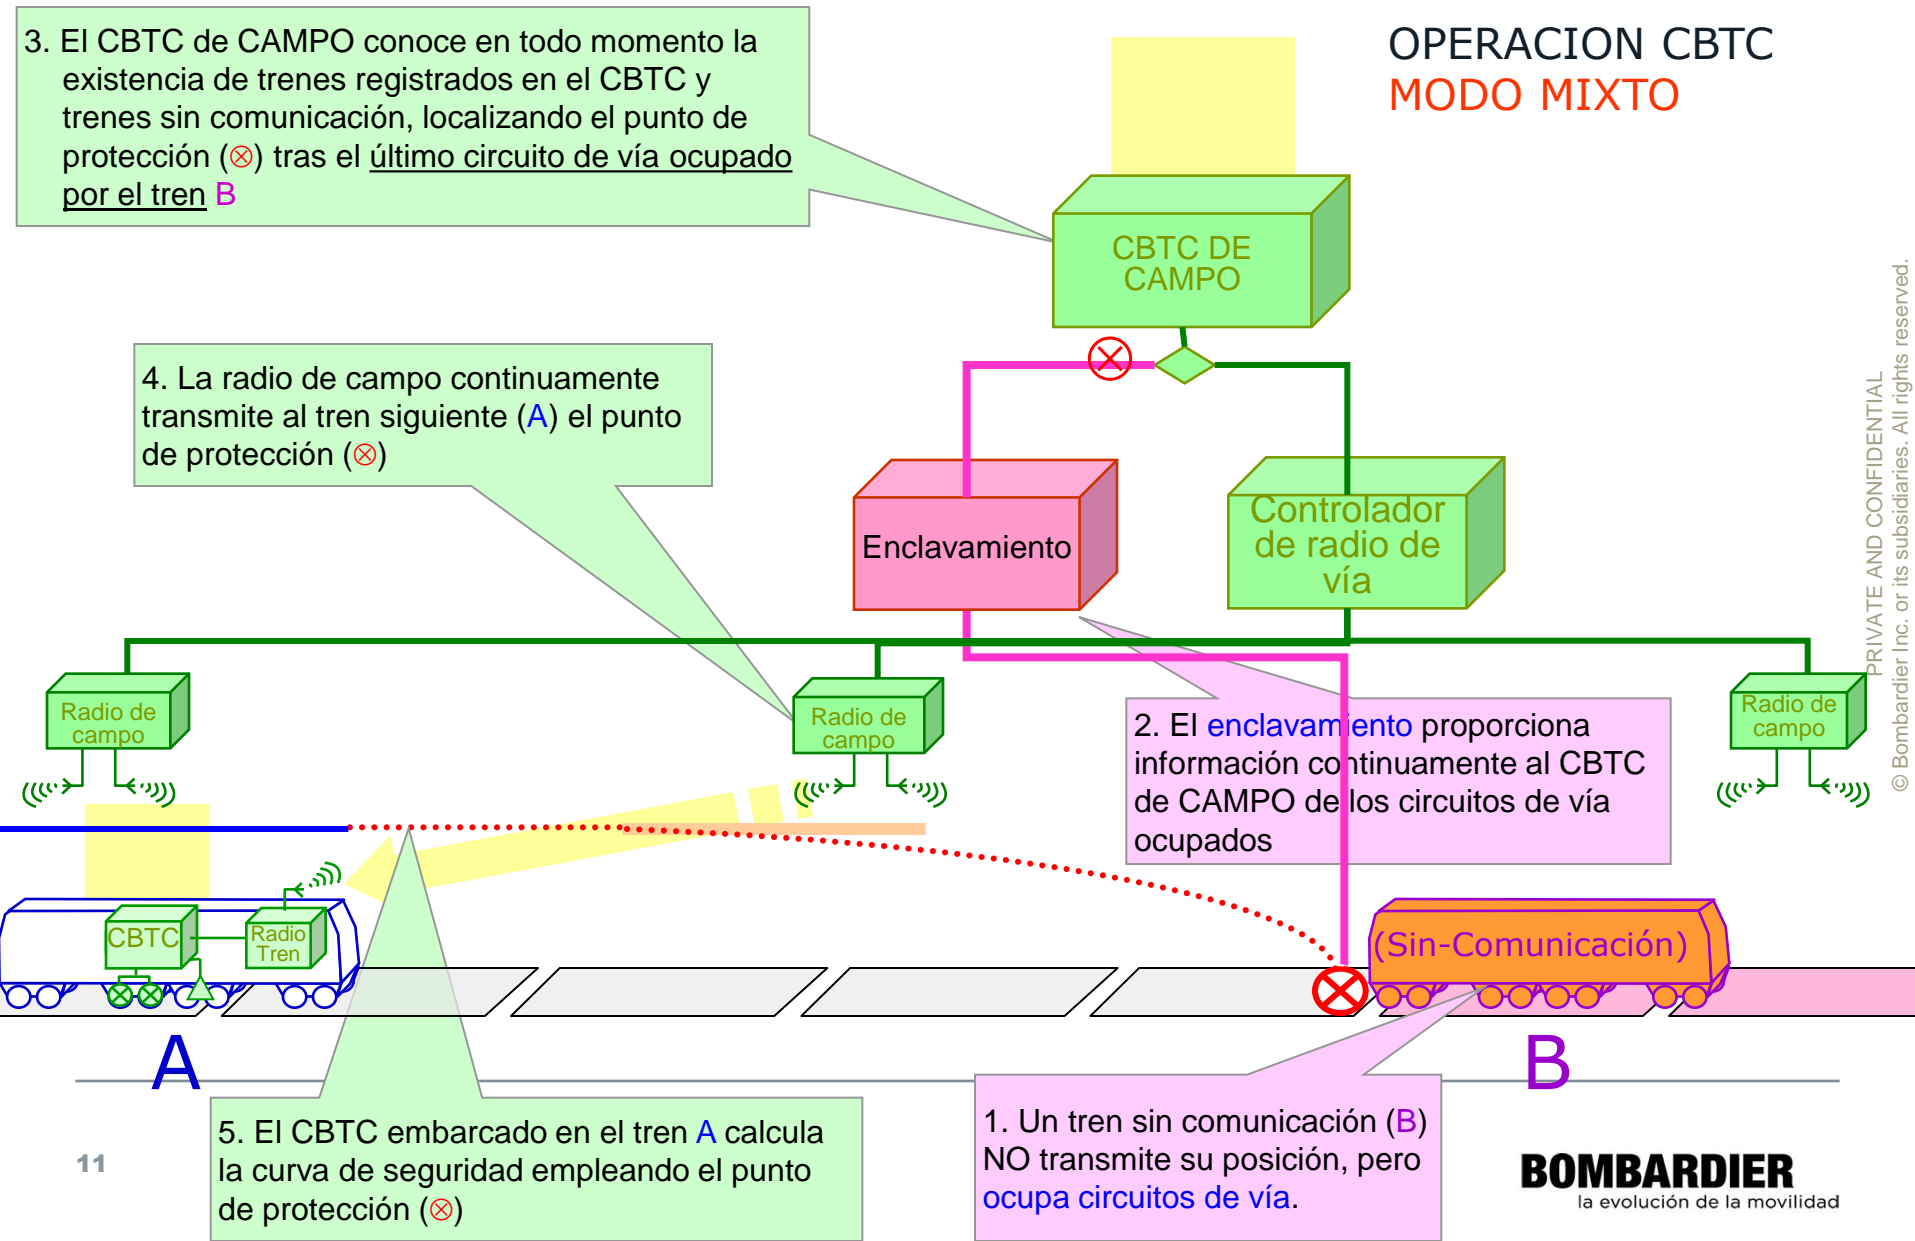 OPERACION CBTC
MODO MIXTO
3. El CBTC de CAMPO conoce en todo momento la
existencia de trenes registrados en el CBTC y
trenes sin comunicación, localizando el punto de
protección (⊗) tras el último circuito de vía ocupado
por el tren B
CBTC DE
CAMPO
4. La radio de campo continuamente
transmite al tren siguiente (A) el punto
de protección (⊗)
Enclavamiento
Controlador
de radio de
vía
Radio de
campo
Radio de
campo
Radio de
campo
2. El enclavamiento proporciona
información continuamente al CBTC
de CAMPO de los circuitos de vía
ocupados
CBTC
Radio
Tren
(Sin-Comunicación)
A
B
5. El CBTC embarcado en el tren A calcula
la curva de seguridad empleando el punto
de protección (⊗)
1. Un tren sin comunicación (B)
NO transmite su posición, pero
ocupa circuitos de vía.
11
BOMBARDIER
la evolución de la movilidad
PRIVATE AND CONFIDENTIAL
© Bombardier Inc. or its subsidiaries. All rights reserved.